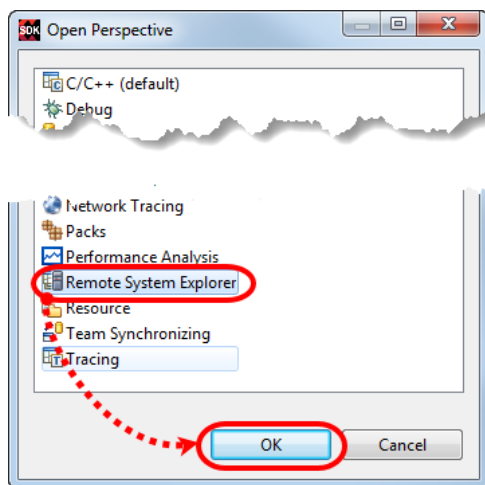 SDK Open Perspective
C/C++ (default)
Debug
Network Tracing
Packs
Performance Analysis
Remote System Explorer
Resource
Team Synchronizing
Tracing
OK
Cancel